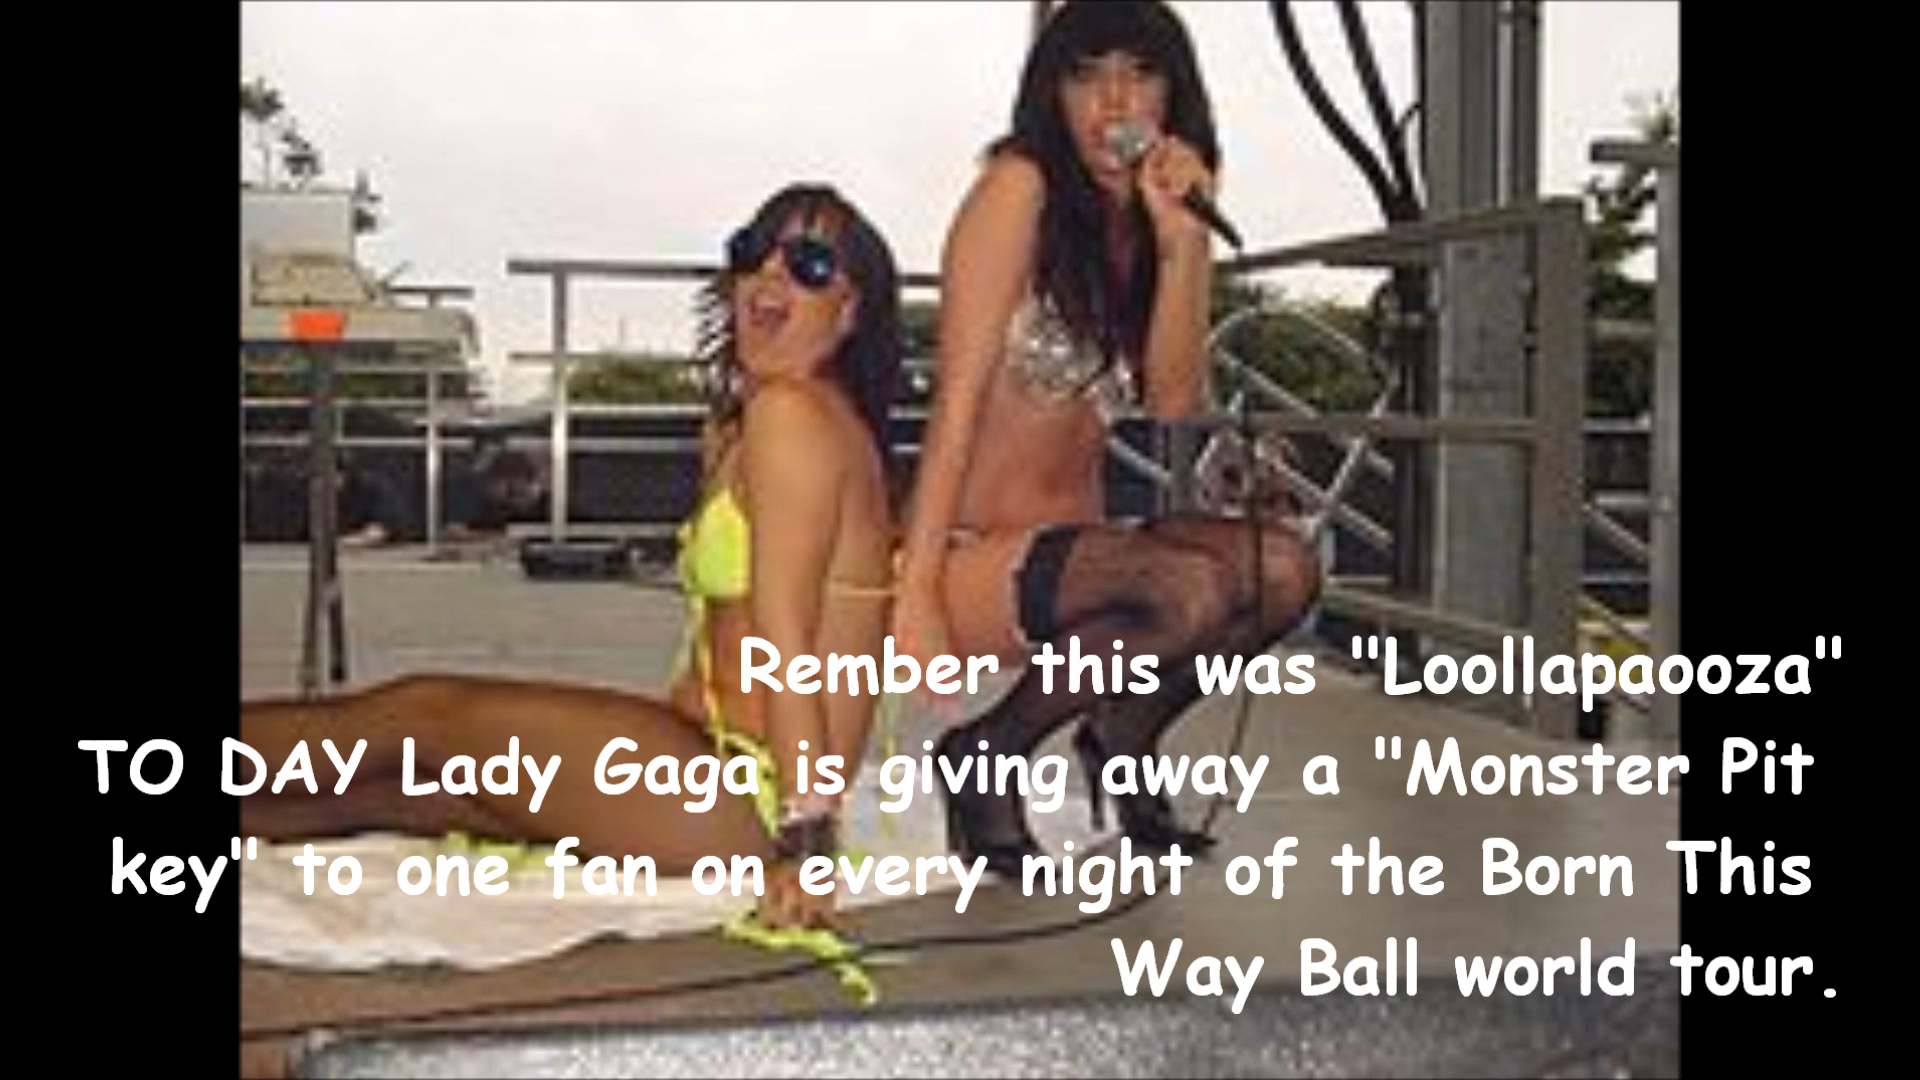 Rember this was "Loollapaooza"
TO DAY Lady Gaga is giving away a "Monster Pit
key" to one fan on every night of the Born This
Way Ball world tour.